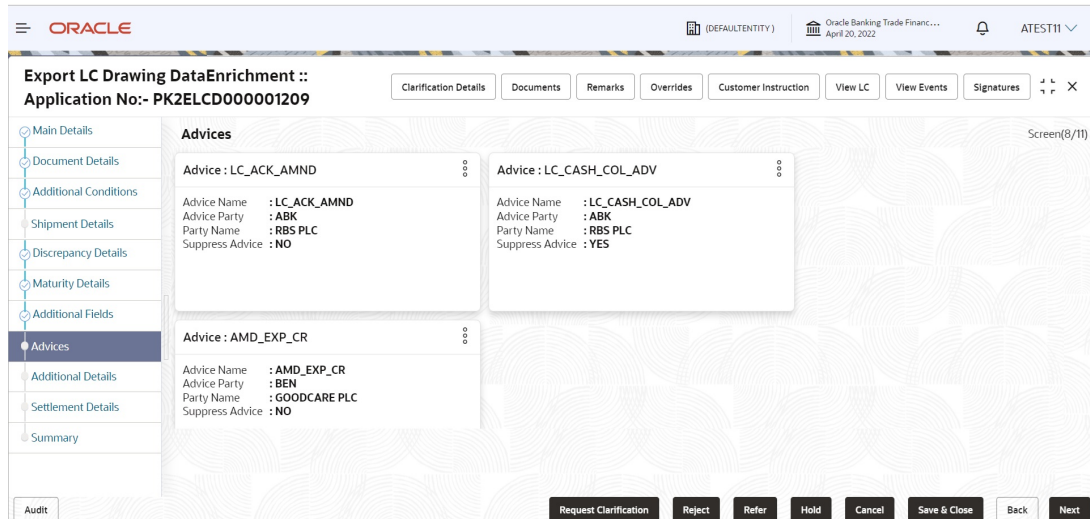 ORACLE
(DEFAULTENTITY)
Oracle Banking Trade Financ...
April 20, 2022
ATEST11
Export LC Drawing DataEnrichment ::
Application No:- PK2ELCD000001209
Clarification Details
Documents
Remarks
Overrides
Customer Instruction
View LC
View Events
Signatures
Main Details
Document Details
Additional Conditions
Shipment Details
Discrepancy Details
Maturity Details
Additional Fields
Advices
Additional Details
Settlement Details
Summary
Advices
Screen(8/11)
Advice : LC_ACK_AMND
Advice Name : LC_ACK_AMND
Advice Party : ABK
Party Name : RBS PLC
Suppress Advice : NO
Advice : LC_CASH_COL_ADV
Advice Name : LC_CASH_COL_ADV
Advice Party : ABK
Party Name : RBS PLC
Suppress Advice : YES
Advice : AMD_EXP_CR
Advice Name : AMD_EXP_CR
Advice Party : BEN
Party Name : GOODCARE PLC
Suppress Advice : NO
Audit
Request Clarification
Reject
Refer
Hold
Cancel
Save & Close
Back
Next